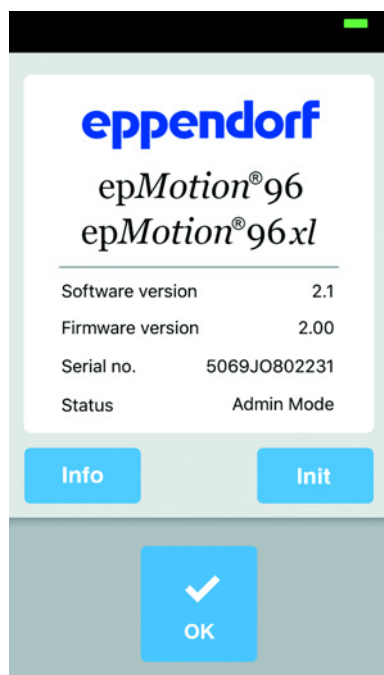 eppendorf
epMotion®96
epMotion®96xl
Software version 2.1
Firmware version 2.00
Serial no. 5069JO802231
Status Admin Mode
Info Init
OK